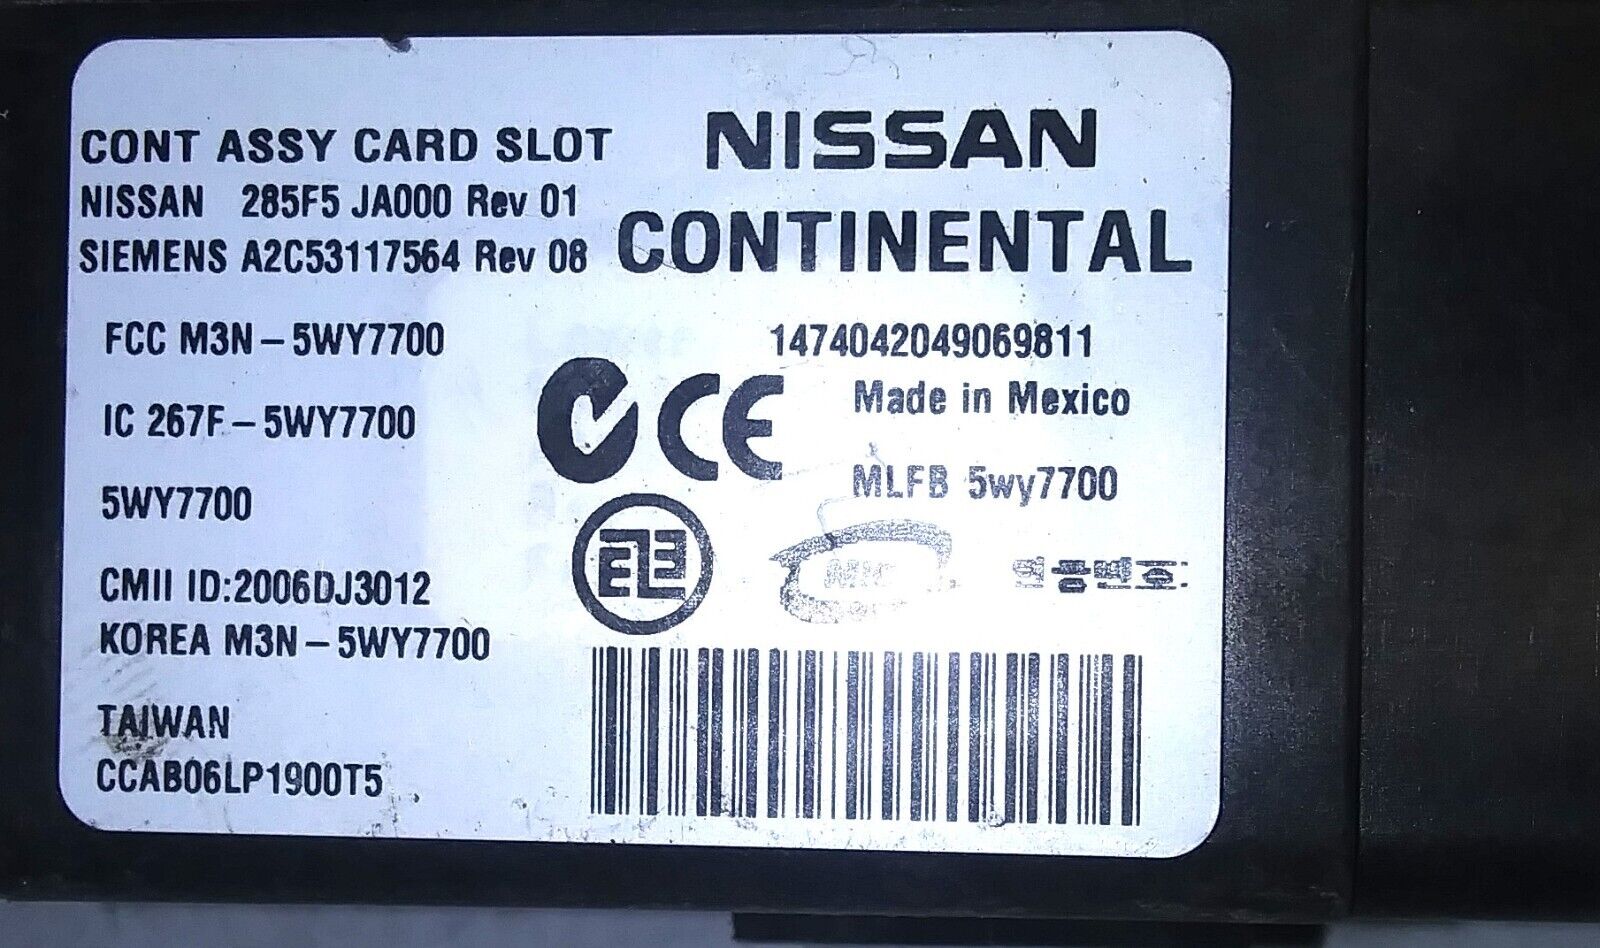 CONT ASSY CARD SLOT
NISSAN 285F5 JA000 Rev 01
SIEMENS A2C53117564 Rev 08
NISSAN
CONTINENTAL
FCC M3N-5WY7700
IC 267F-5WY7700
5WY7700
CMII ID:2006DJ3012
KOREA M3N-5WY7700
TAIWAN
CCAB06LP1900T5
1474042049069811
CE
Made in Mexico
MLFB 5wy7700